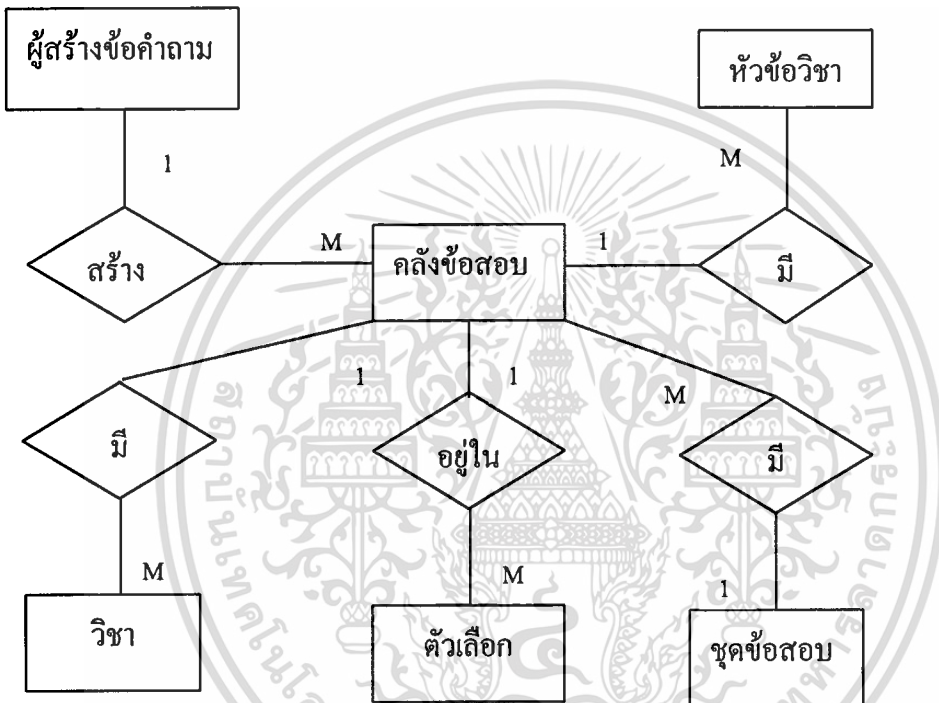 ผู้สร้างข้อคำถาม
หัวข้อวิชา
1
M
สร้าง
M
คลังข้อสอบ
1
มี
มี
1
อยู่ใน
1
M
มี
M
วิชา
M
ตัวเลือก
1
ชุดข้อสอบ